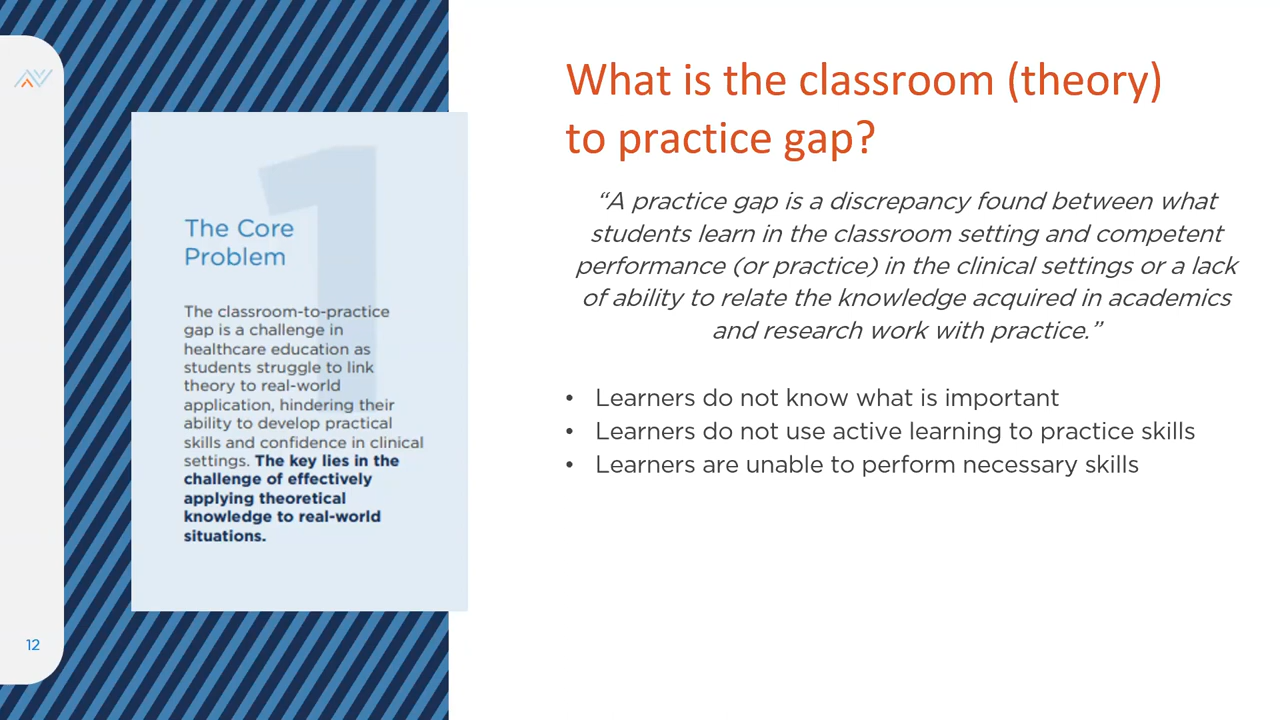 1
The Core
Problem
The classroom-to-practice
gap is a challenge in
healthcare education as
students struggle to link
theory to real-world
application, hindering their
ability to develop practical
skills and confidence in clinical
settings. The key lies in the
challenge of effectively
applying theoretical
knowledge to real-world
situations.
12
What is the classroom (theory)
to practice gap?
“A practice gap is a discrepancy found between what
students learn in the classroom setting and competent
performance (or practice) in the clinical settings or a lack
of ability to relate the knowledge acquired in academics
and research work with practice.”
• Learners do not know what is important
• Learners do not use active learning to practice skills
• Learners are unable to perform necessary skills